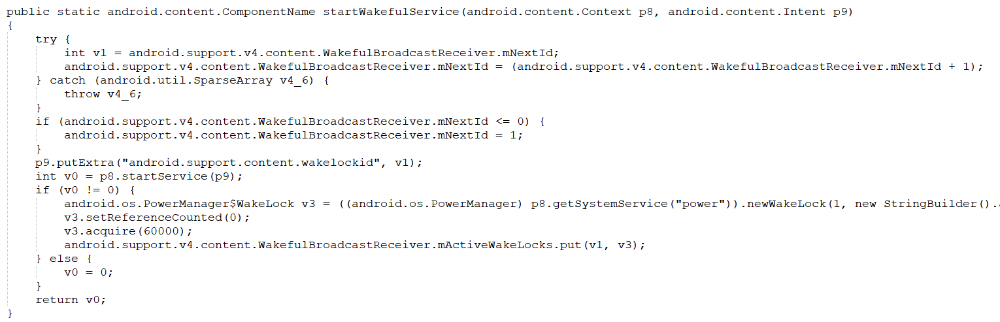 public static android.content.ComponentName startWakefulService(android.content.Context p8, android.content.Intent p9)
{
    try {
        int v1 = android.support.v4.content.WakefulBroadcastReceiver.mNextId;
        android.support.v4.content.WakefulBroadcastReceiver.mNextId = (android.support.v4.content.WakefulBroadcastReceiver.mNextId + 1);
    } catch (android.util.SparseArray v4_6) {
        throw v4_6;
    }
    if (android.support.v4.content.WakefulBroadcastReceiver.mNextId <= 0) {
        android.support.v4.content.WakefulBroadcastReceiver.mNextId = 1;
    }
    p9.putExtra("android.support.content.wakelockid", v1);
    int v0 = p8.startService(p9);
    if (v0 != 0) {
        android.os.PowerManager$WakeLock v3 = ((android.os.PowerManager) p8.getSystemService("power")).newWakeLock(1, new StringBuilder().
        v3.setReferenceCounted(0);
        v3.acquire(60000);
        android.support.v4.content.WakefulBroadcastReceiver.mActiveWakeLocks.put(v1, v3);
    } else {
        v0 = 0;
    }
    return v0;
}